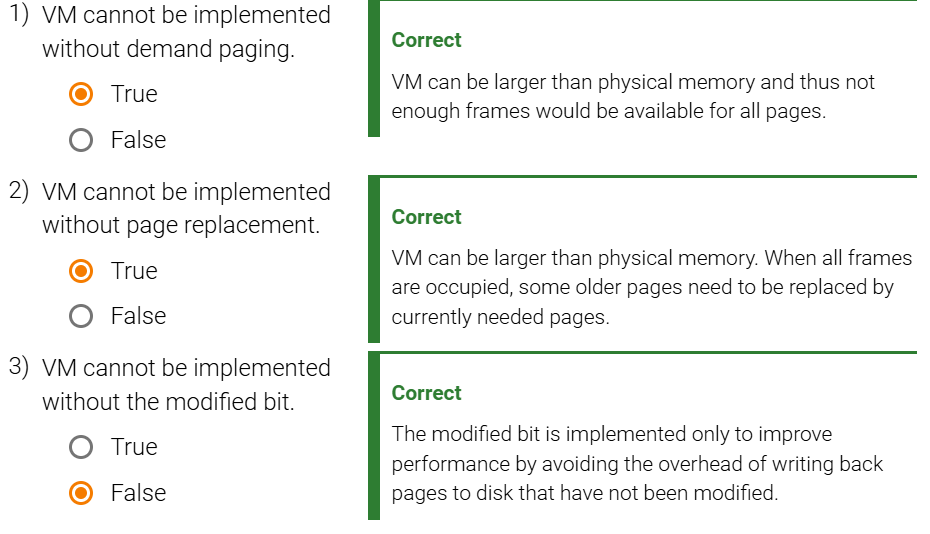 1) VM cannot be implemented
without demand paging.
True
False
Correct
VM can be larger than physical memory and thus not
enough frames would be available for all pages.
2) VM cannot be implemented
without page replacement.
True
False
Correct
VM can be larger than physical memory. When all frames
are occupied, some older pages need to be replaced by
currently needed pages.
3) VM cannot be implemented
without the modified bit.
True
False
Correct
The modified bit is implemented only to improve
performance by avoiding the overhead of writing back
pages to disk that have not been modified.